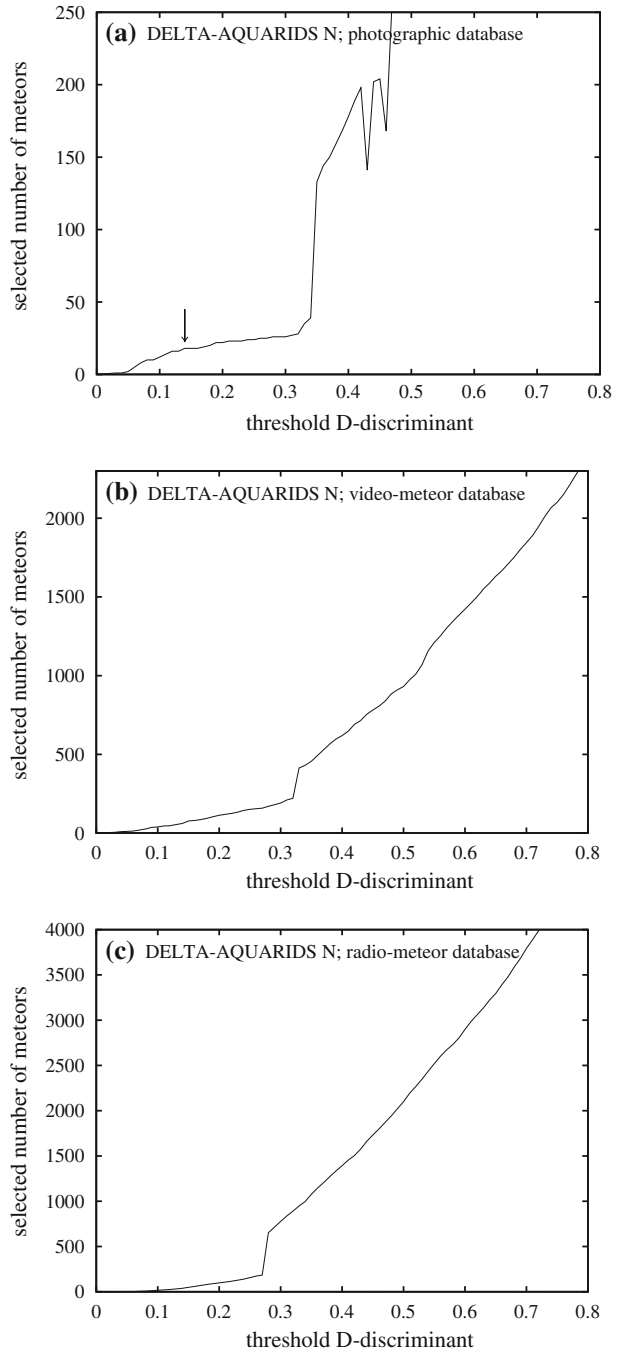 (a) DELTA-AQUARIDS N; photographic database
250
200
150
100
50
0
selected number of meteors
0 0.1 0.2 0.3 0.4 0.5 0.6 0.7 0.8
threshold D-discriminant
(b) DELTA-AQUARIDS N; video-meteor database
2000
1500
1000
500
0
selected number of meteors
0 0.1 0.2 0.3 0.4 0.5 0.6 0.7 0.8
threshold D-discriminant
(c) DELTA-AQUARIDS N; radio-meteor database
4000
3500
3000
2500
2000
1500
1000
500
0
selected number of meteors
0 0.1 0.2 0.3 0.4 0.5 0.6 0.7 0.8
threshold D-discriminant